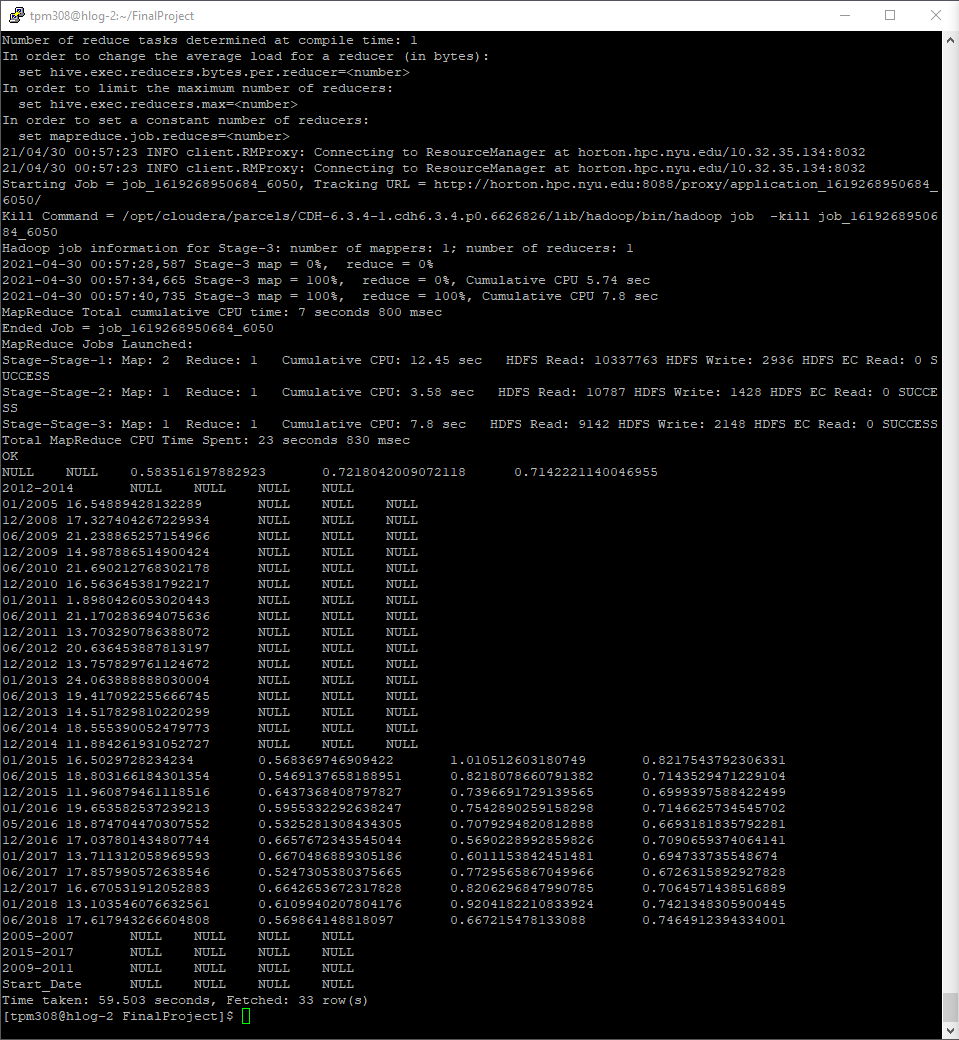 tpm308@hlog-2:~/FinalProject
Number of reduce tasks determined at compile time: 1
In order to change the average load for a reducer (in bytes):
  set hive.exec.reducers.bytes.per.reducer=<number>
In order to limit the maximum number of reducers:
  set hive.exec.reducers.max=<number>
In order to set a constant number of reducers:
  set mapreduce.job.reduces=<number>
21/04/30 00:57:23 INFO client.RMProxy: Connecting to ResourceManager at horton.hpc.nyu.edu/10.32.35.134:8032
21/04/30 00:57:23 INFO client.RMProxy: Connecting to ResourceManager at horton.hpc.nyu.edu/10.32.35.134:8032
Starting Job = job_1619268950684_6050, Tracking URL = http://horton.hpc.nyu.edu:8088/proxy/application_1619268950684_
6050/
Kill Command = /opt/cloudera/parcels/CDH-6.3.4-1.cdh6.3.4.p0.6626826/lib/hadoop/bin/hadoop job  -kill job_16192689506
84_6050
Hadoop job information for Stage-3: number of mappers: 1; number of reducers: 1
2021-04-30 00:57:28,587 Stage-3 map = 0%,  reduce = 0%
2021-04-30 00:57:34,665 Stage-3 map = 100%,  reduce = 0%, Cumulative CPU 5.74 sec
2021-04-30 00:57:40,735 Stage-3 map = 100%,  reduce = 100%, Cumulative CPU 7.8 sec
MapReduce Total cumulative CPU time: 7 seconds 800 msec
Ended Job = job_1619268950684_6050
MapReduce Jobs Launched:
Stage-Stage-1: Map: 2  Reduce: 1   Cumulative CPU: 12.45 sec   HDFS Read: 10337763 HDFS Write: 2936 HDFS EC Read: 0 S
UCCESS
Stage-Stage-2: Map: 1  Reduce: 1   Cumulative CPU: 3.58 sec   HDFS Read: 10787 HDFS Write: 1428 HDFS EC Read: 0 SUCCE
SS
Stage-Stage-3: Map: 1  Reduce: 1   Cumulative CPU: 7.8 sec   HDFS Read: 9142 HDFS Write: 2148 HDFS EC Read: 0 SUCCESS
Total MapReduce CPU Time Spent: 23 seconds 830 msec
OK
NULL    NULL    0.583516197882923       0.7218042009072118      0.7142221140046955
2012-2014       NULL    NULL    NULL    NULL
01/2005 16.54889428132289       NULL    NULL    NULL
12/2008 17.327404267229934      NULL    NULL    NULL
06/2009 21.238865257154966      NULL    NULL    NULL
12/2009 14.987886514900424      NULL    NULL    NULL
06/2010 21.690212768302178      NULL    NULL    NULL
12/2010 16.563645381792217      NULL    NULL    NULL
01/2011 1.8980426053020443      NULL    NULL    NULL
06/2011 21.170283694075636      NULL    NULL    NULL
12/2011 13.703290786388072      NULL    NULL    NULL
06/2012 20.636453887813197      NULL    NULL    NULL
12/2012 13.757829761124672      NULL    NULL    NULL
01/2013 24.063888888030004      NULL    NULL    NULL
06/2013 19.417092255666745      NULL    NULL    NULL
12/2013 14.517829810220299      NULL    NULL    NULL
06/2014 18.555390052479773      NULL    NULL    NULL
12/2014 11.884261931052727      NULL    NULL    NULL
01/2015 16.5029728234234        0.568369746909422       1.010512603180749       0.8217543792306331
06/2015 18.803166184301354      0.5469137658188951      0.8218078660791382      0.7143529471229104
12/2015 11.960879461118516      0.6437368408797827      0.7396691729139565      0.6999397588422499
01/2016 19.653582537239213      0.5955332292638247      0.7542890259158298      0.7146625734545702
05/2016 18.874704470307552      0.5325281308434305      0.7079294820812888      0.6693181835792281
12/2016 17.037801434807744      0.6657672343545044      0.5690228992859826      0.7090659374064141
01/2017 13.711312058969593      0.6670486889305186      0.6011153842451481      0.694733735548674
06/2017 17.857990572638546      0.5247305380375665      0.7729565867049966      0.6726315892927828
12/2017 16.670531912052883      0.6642653672317828      0.8206296847990785      0.7064571438516889
01/2018 13.103546076632561      0.6109940207804176      0.9204182210833924      0.7421348305900445
06/2018 17.617943266604808      0.569864148818097       0.667215478133088       0.7464912394334001
2005-2007       NULL    NULL    NULL    NULL
2015-2017       NULL    NULL    NULL    NULL
2009-2011       NULL    NULL    NULL    NULL
Start_Date      NULL    NULL    NULL    NULL
Time taken: 59.503 seconds, Fetched: 33 row(s)
[tpm308@hlog-2 FinalProject]$